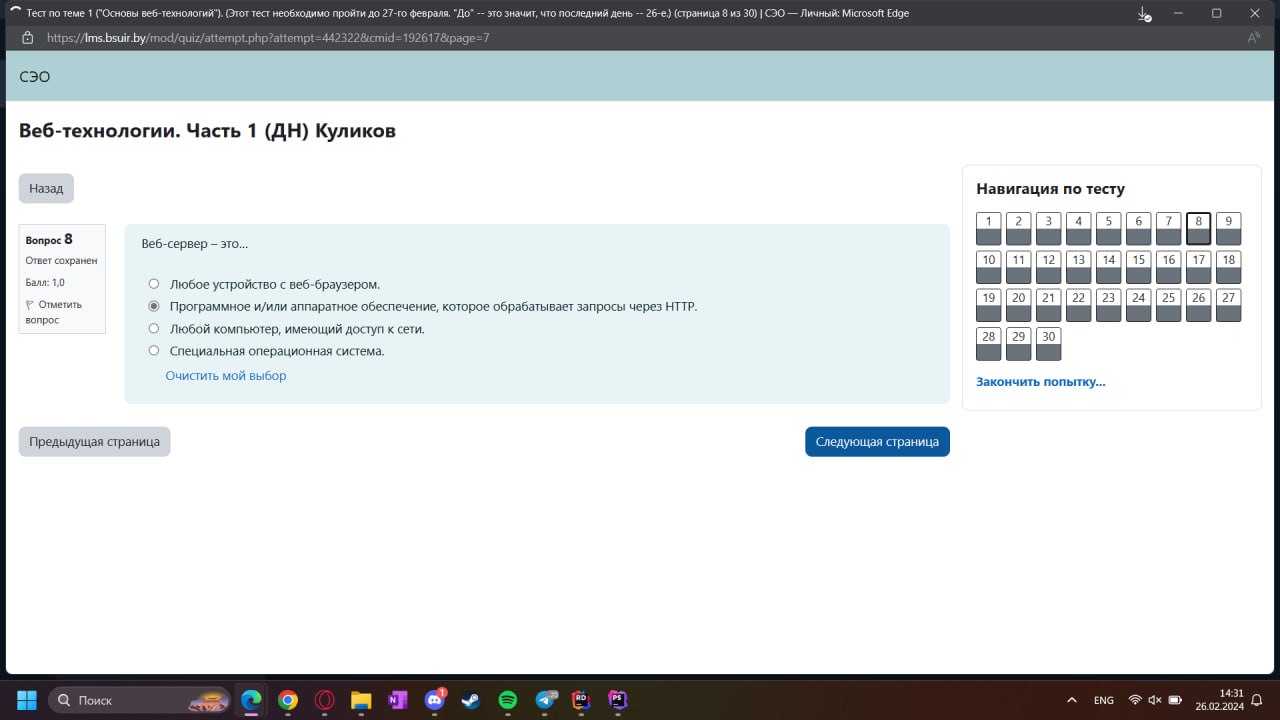 Тест по теме 1 ("Основы веб-технологий"). (Этот тест необходимо пройти до 27-го февраля. "До" -- это значит, что последний день -- 26-е.) (страница 8 из 30) | СЭО — Личный: Microsoft Edge
https://lms.bsuir.by/mod/quiz/attempt.php?attempt=442322&cmid=192617&page=7
СЭО
Веб-технологии. Часть 1 (ДН) Куликов
Назад
Вопрос 8
Ответ сохранен
Балл: 1,0
Отметить
вопрос
Веб-сервер – это...
Любое устройство с веб-браузером.
Программное и/или аппаратное обеспечение, которое обрабатывает запросы через HTTP.
Любой компьютер, имеющий доступ к сети.
Специальная операционная система.
Очистить мой выбор
Предыдущая страница
Следующая страница
Навигация по тесту
1 2 3 4 5 6 7 8 9
10 11 12 13 14 15 16 17 18
19 20 21 22 23 24 25 26 27
28 29 30
Закончить попытку...
Поиск
1
RD
PS
ENG
14:31
26.02.2024